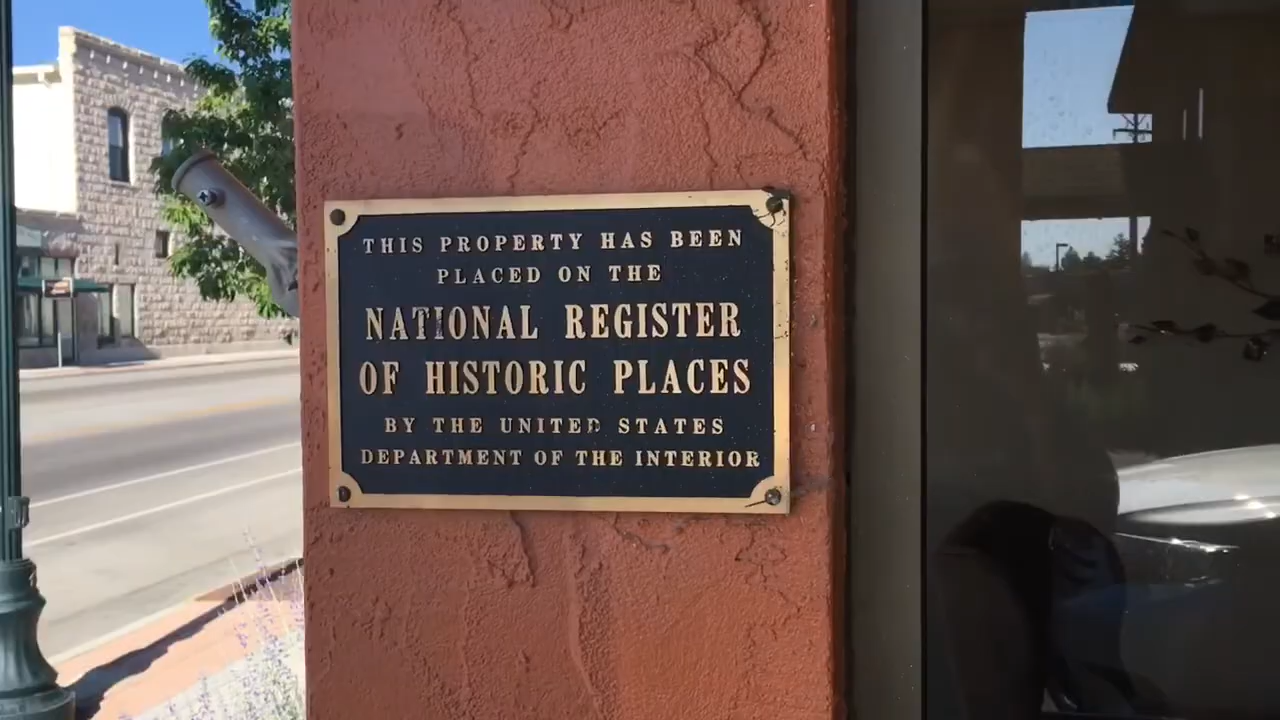 THIS PROPERTY HAS BEEN
PLACED ON THE
NATIONAL REGISTER
OF HISTORIC PLACES
BY THE UNITED STATES
DEPARTMENT OF THE INTERIOR